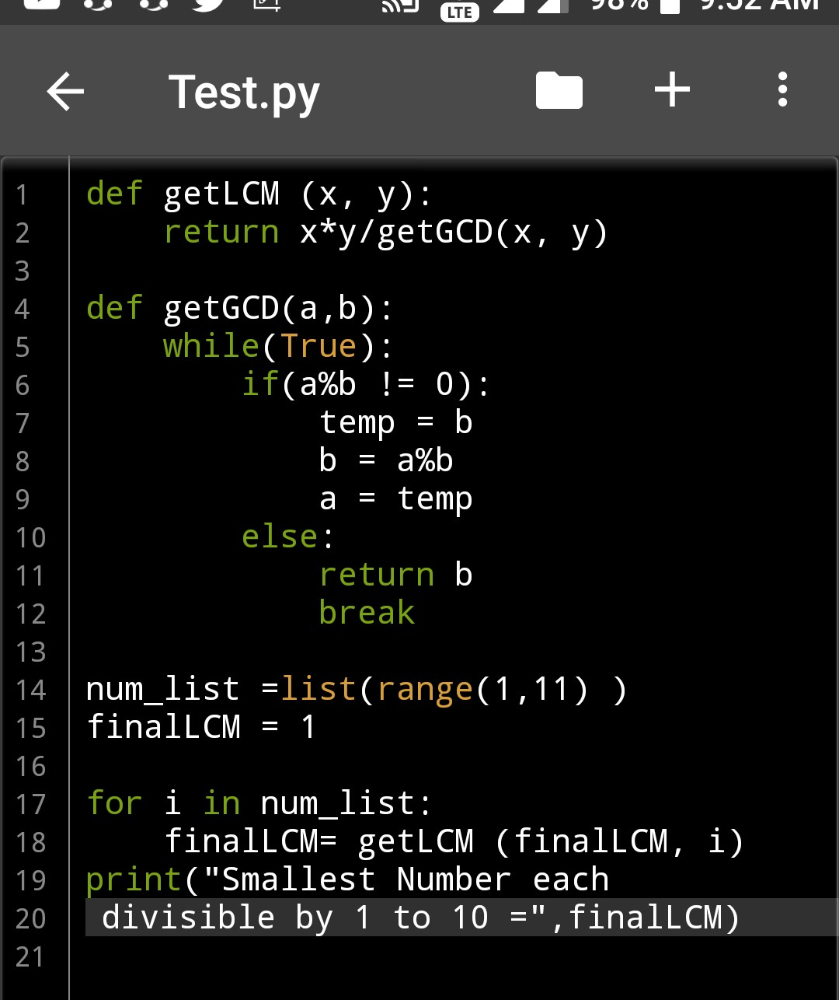 LTE 98% 9:52 AM
Test.py
1 def getLCM (x, y):
2     return x*y/getGCD(x, y)
3
4 def getGCD(a,b):
5     while(True):
6         if(a%b != 0):
7             temp = b
8             b = a%b
9             a = temp
10         else:
11             return b
12             break
13
14 num_list =list(range(1,11) )
15 finalLCM = 1
16
17 for i in num_list:
18     finalLCM= getLCM (finalLCM, i)
19 print("Smallest Number each
20  divisible by 1 to 10 =",finalLCM)
21